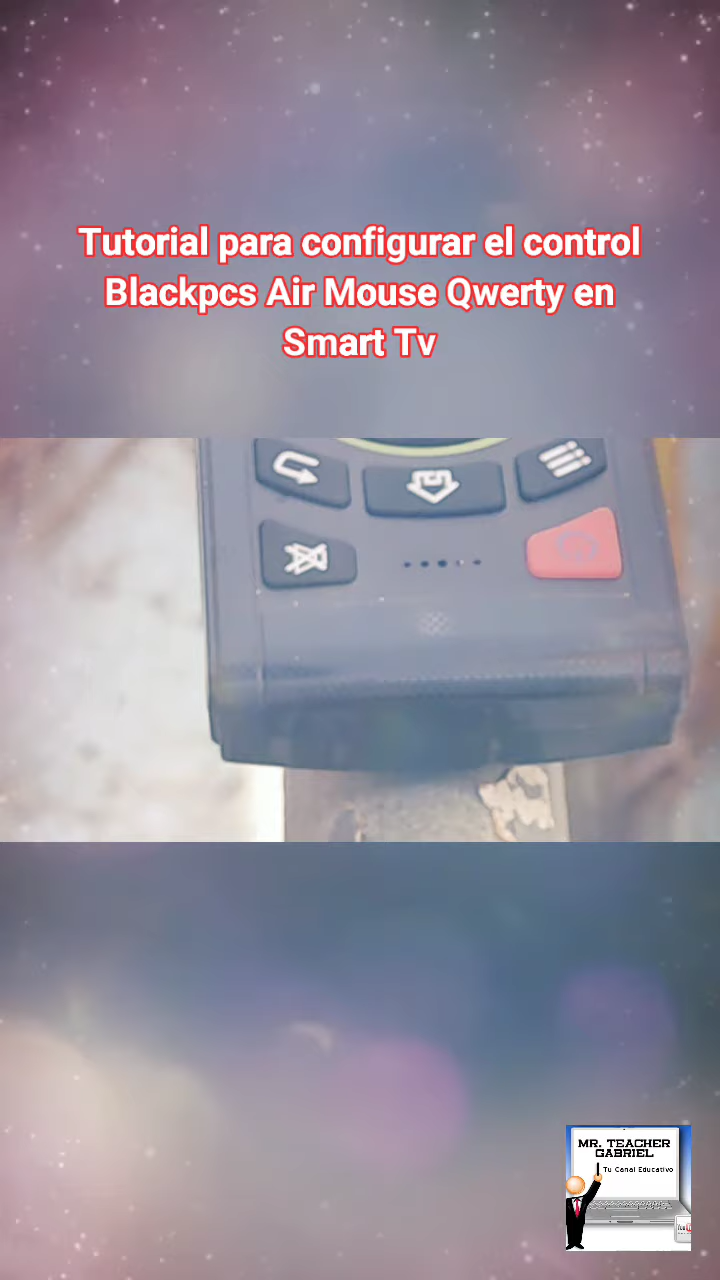 Tutorial para configurar el control
Blackpcs Air Mouse Qwerty en
Smart Tv
MR. TEACHER
GABRIEL
Tu Canal Educativo